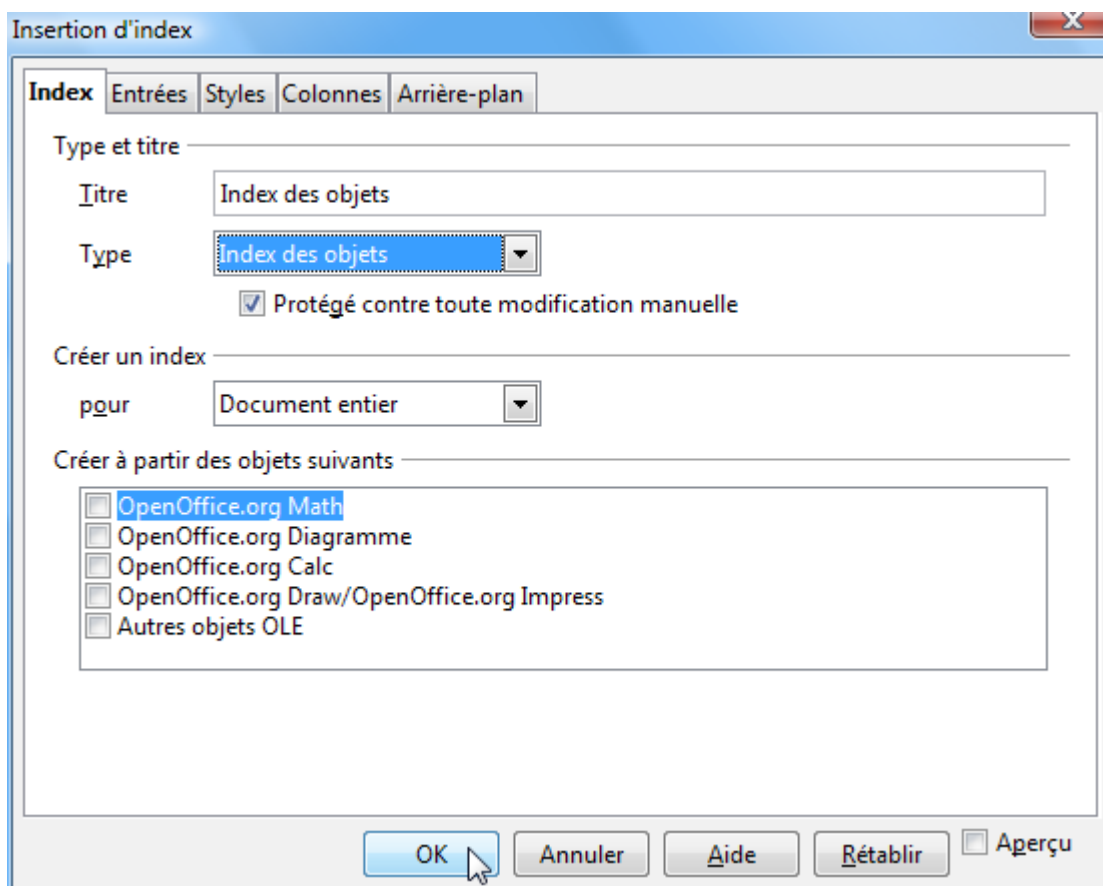 Insertion d'index
Index Entrées Styles Colonnes Arrière-plan
Type et titre
Titre Index des objets
Type Index des objets
Protégé contre toute modification manuelle
Créer un index
pour Document entier
Créer à partir des objets suivants
OpenOffice.org Math
OpenOffice.org Diagramme
OpenOffice.org Calc
OpenOffice.org Draw/OpenOffice.org Impress
Autres objets OLE
OK Annuler Aide Rétablir Aperçu